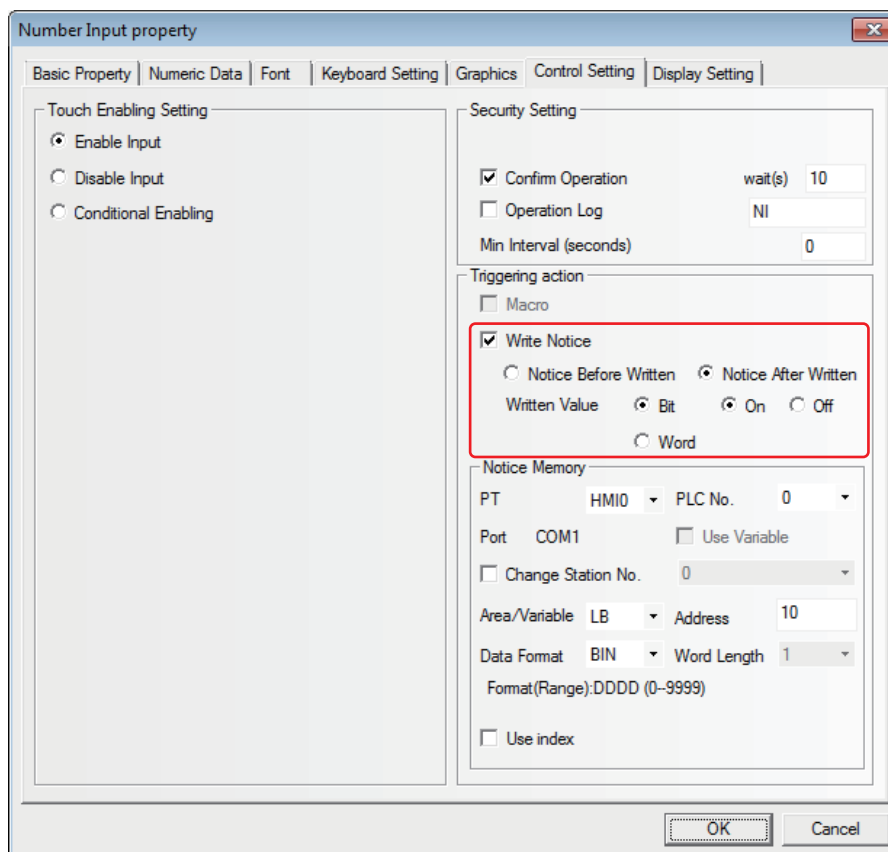 Number Input property
Basic Property Numeric Data Font Keyboard Setting Graphics Control Setting Display Setting
Touch Enabling Setting
Enable Input
Disable Input
Conditional Enabling
Security Setting
Confirm Operation wait(s) 10
Operation Log NI
Min Interval (seconds) 0
Triggering action
Macro
Write Notice
Notice Before Written Notice After Written
Written Value Bit On Off
Word
Notice Memory
PT HMI0 PLC No. 0
Port COM1 Use Variable
Change Station No. 0
Area/Variable LB Address 10
Data Format BIN Word Length 1
Format(Range):DDDD (0--9999)
Use index
OK Cancel